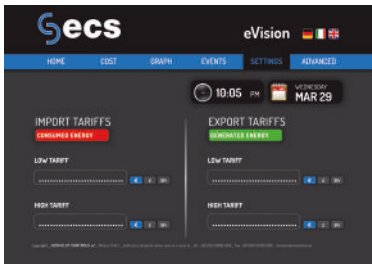 Secs
eVision
HOME COST GRAPH EVENTS SETTINGS ADVANCED
10:05 PM WEDNESDAY
MAR 29
IMPORT TARIFFS EXPORT TARIFFS
CONSUMED ENERGY GENERATED ENERGY
LOW TARIFF LOW TARIFF
HIGH TARIFF HIGH TARIFF